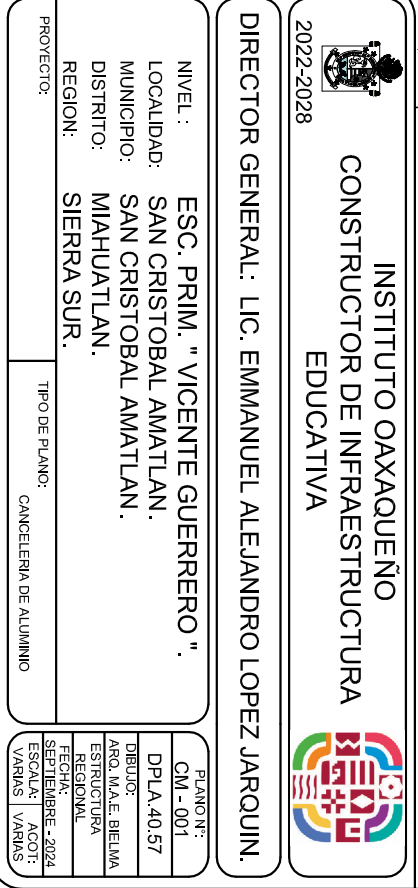 INSTITUTO OAXAQUEÑO
CONSTRUCTOR DE INFRAESTRUCTURA
EDUCATIVA
2022-2028
DIRECTOR GENERAL: LIC. EMMANUEL ALEJANDRO LOPEZ JARQUIN.
NIVEL : ESC. PRIM. " VICENTE GUERRERO ".
LOCALIDAD: SAN CRISTOBAL AMATLAN.
MUNICIPIO: SAN CRISTOBAL AMATLAN.
DISTRITO: MIAHUATLAN.
REGION: SIERRA SUR.
PROYECTO:
TIPO DE PLANO:
CANCELERIA DE ALUMINIO
PLANO N°:
CM - 001
DPLA.40.57
DIBUJO:
ARQ. M.A.E. BIELMA
ESTRUCTURA
REGIONAL
FECHA:
SEPTIEMBRE - 2024
ESCALA: ACOT:
VARIAS VARIAS